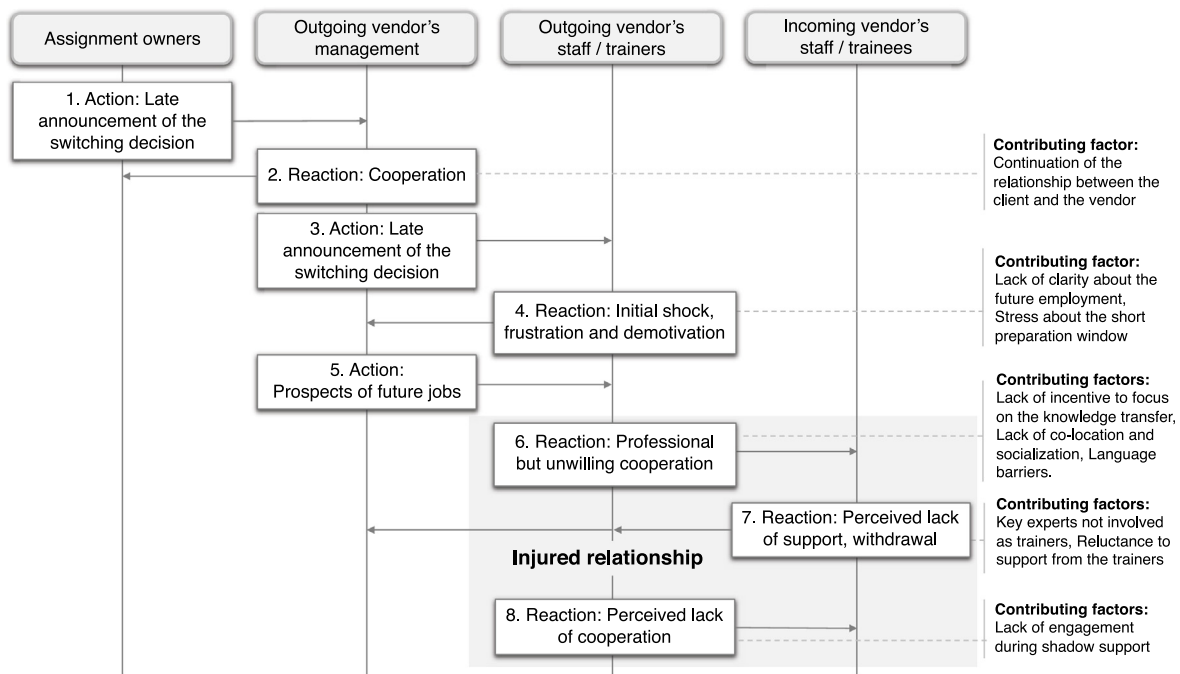 Assignment owners
Outgoing vendor's
management
Outgoing vendor's
staff / trainers
Incoming vendor's
staff / trainees
1. Action: Late
announcement of the
switching decision
2. Reaction: Cooperation
Contributing factor:
Continuation of the
relationship between the
client and the vendor
3. Action: Late
announcement of the
switching decision
4. Reaction: Initial shock,
frustration and demotivation
Contributing factor:
Lack of clarity about the
future employment,
Stress about the short
preparation window
5. Action:
Prospects of future jobs
6. Reaction: Professional
but unwilling cooperation
Contributing factors:
Lack of incentive to focus
on the knowledge transfer,
Lack of co-location and
socialization, Language
barriers.
7. Reaction: Perceived lack
of support, withdrawal
Contributing factors:
Key experts not involved
as trainers, Reluctance to
support from the trainers
Injured relationship
8. Reaction: Perceived lack
of cooperation
Contributing factors:
Lack of engagement
during shadow support